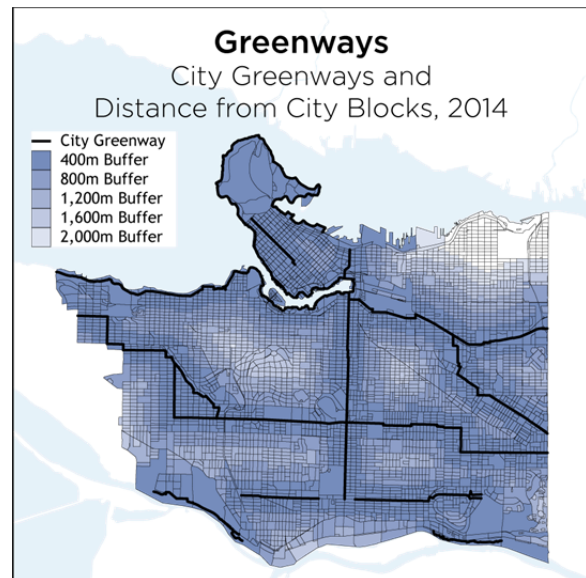 Greenways
City Greenways and
Distance from City Blocks, 2014
City Greenway
400m Buffer
800m Buffer
1,200m Buffer
1,600m Buffer
2,000m Buffer